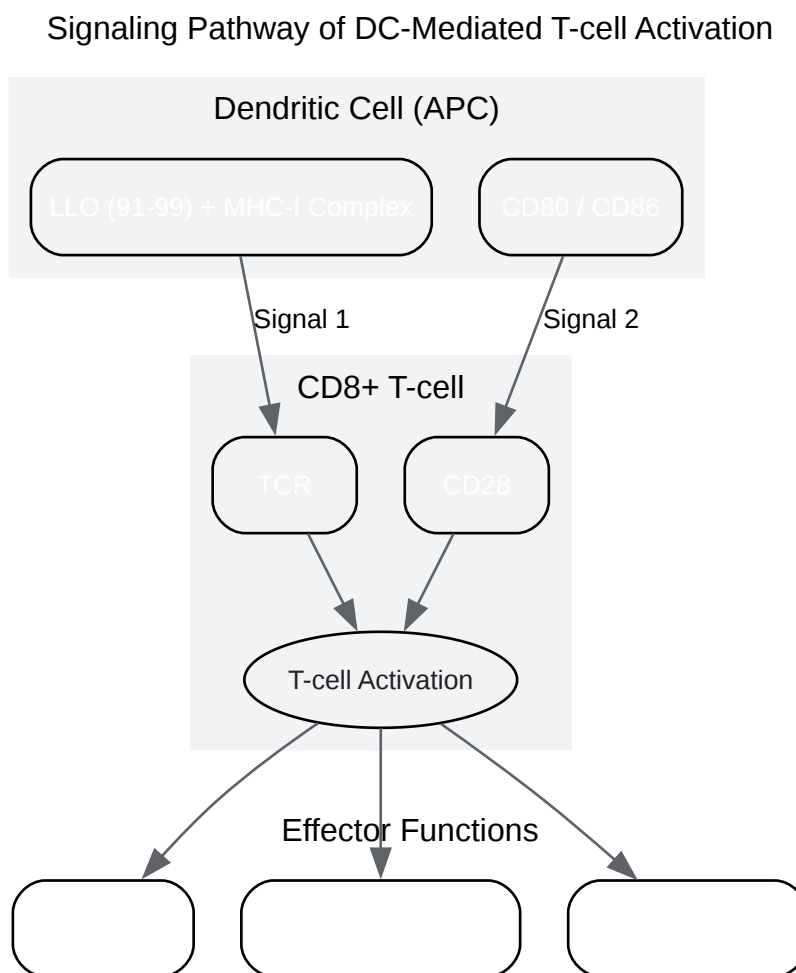 Signaling Pathway of DC-Mediated T-cell Activation
Dendritic Cell (APC)
LLO (91-99) + MHC-I Complex
CD80 / CD86
Signal 1
Signal 2
CD8+ T-cell
TCR
CD28
T-cell Activation
Effector Functions